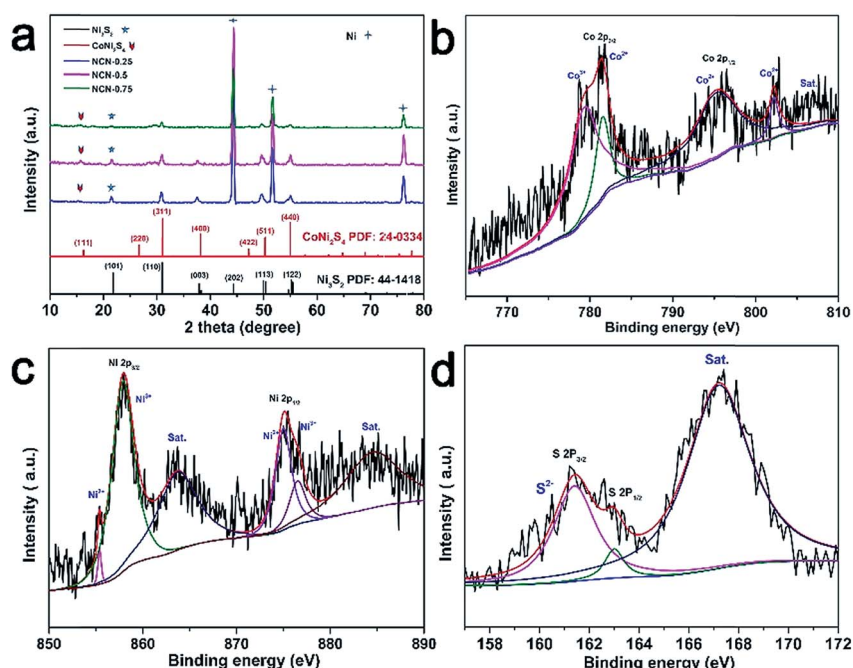 a
Ni₃S₂
CoNi₂S₄
NCN-0.25
NCN-0.5
NCN-0.75
Ni +
Intensity (a.u.)
(111) (220) (311) (400) (422) (511) (440)
CoNi₂S₄ PDF: 24-0334
(101) (110) (003) (202) (113) (122)
Ni₃S₂ PDF: 44-1418
10 20 30 40 50 60 70 80
2 theta (degree)
b
Co 2p₃/₂
Co 2p₁/₂
Co³⁺ Co²⁺ Co³⁺ Co²⁺ Sat.
Intensity ( a.u.)
770 780 790 800 810
Binding energy (eV)
c
Ni 2p₃/₂
Ni³⁺ Ni²⁺ Sat.
Ni 2p₁/₂
Ni²⁺ Ni³⁺ Sat.
Intensity ( a.u.)
850 860 870 880 890
Binding energy (eV)
d
Sat.
S 2P₃/₂
S²⁻
S 2P₁/₂
Intensity ( a.u.)
158 160 162 164 166 168 170 172
Binding energy (eV)